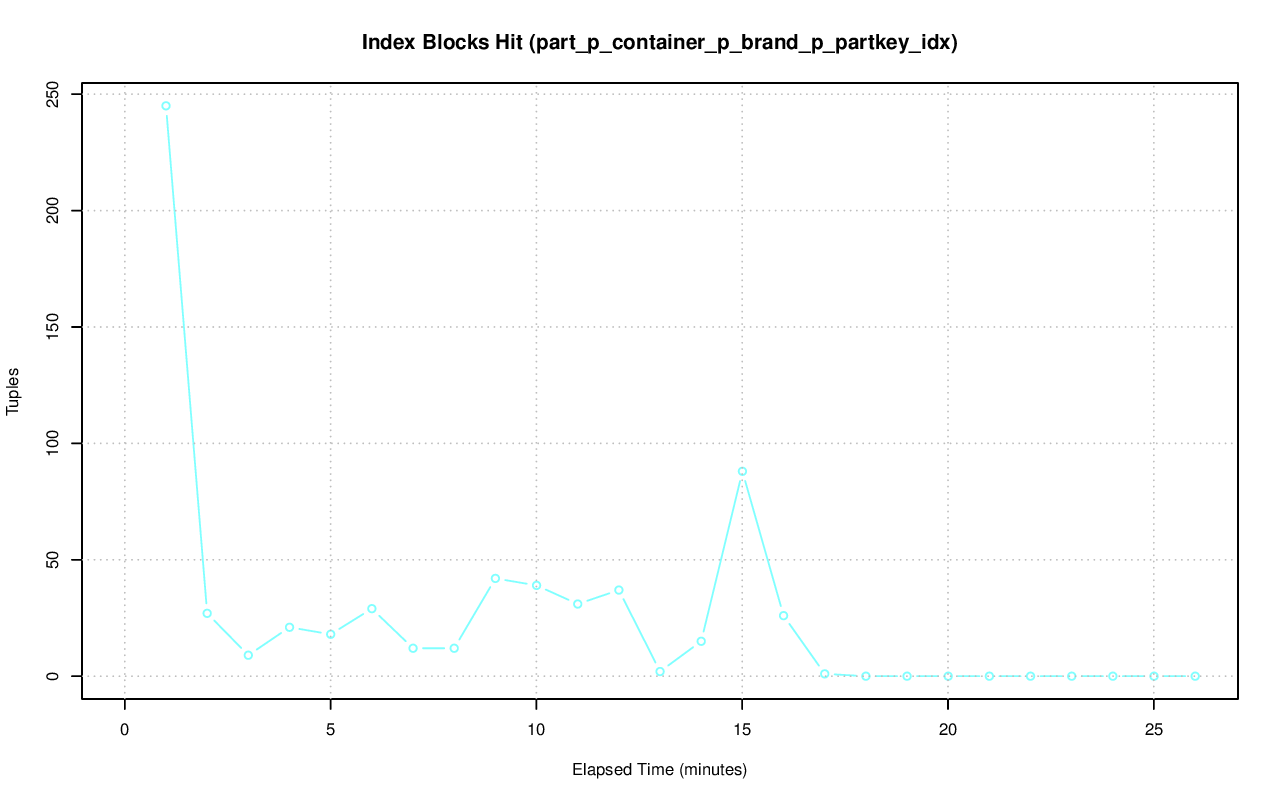 Index Blocks Hit (part_p_container_p_brand_p_partkey_idx)
250
200
150
100
50
0
Tuples
0 5 10 15 20 25
Elapsed Time (minutes)